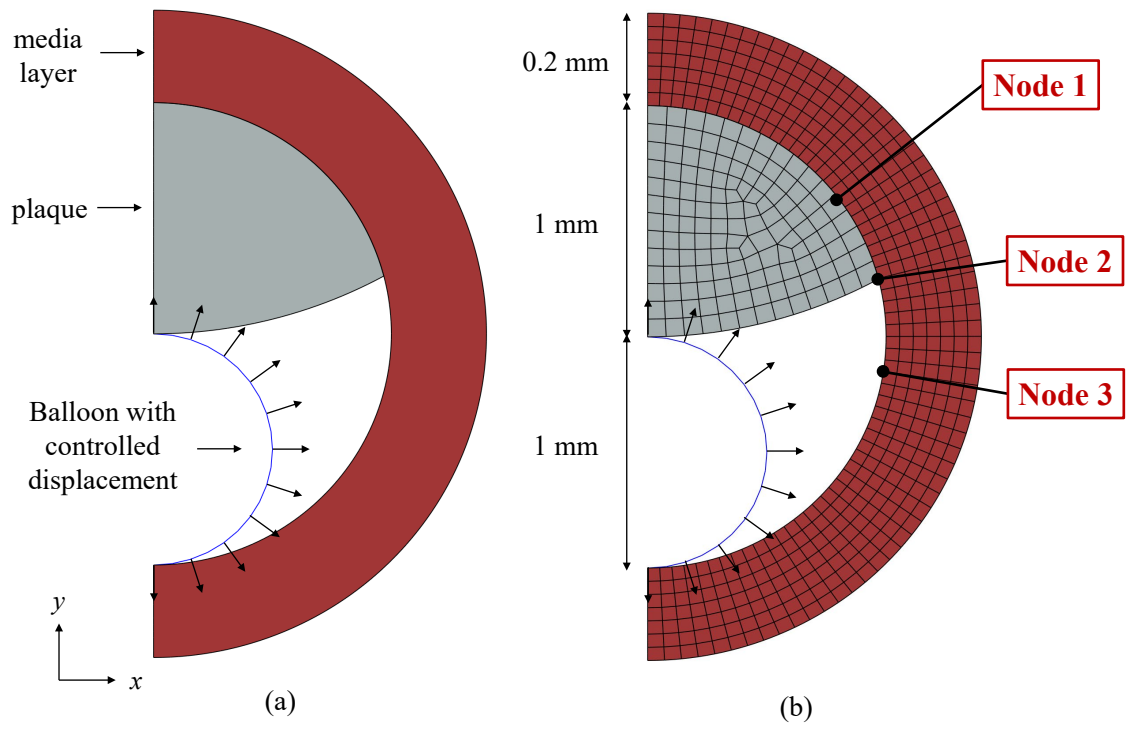 media
layer
plaque
Balloon with
controlled
displacement
y
x
(a)
0.2 mm
1 mm
1 mm
Node 1
Node 2
Node 3
(b)